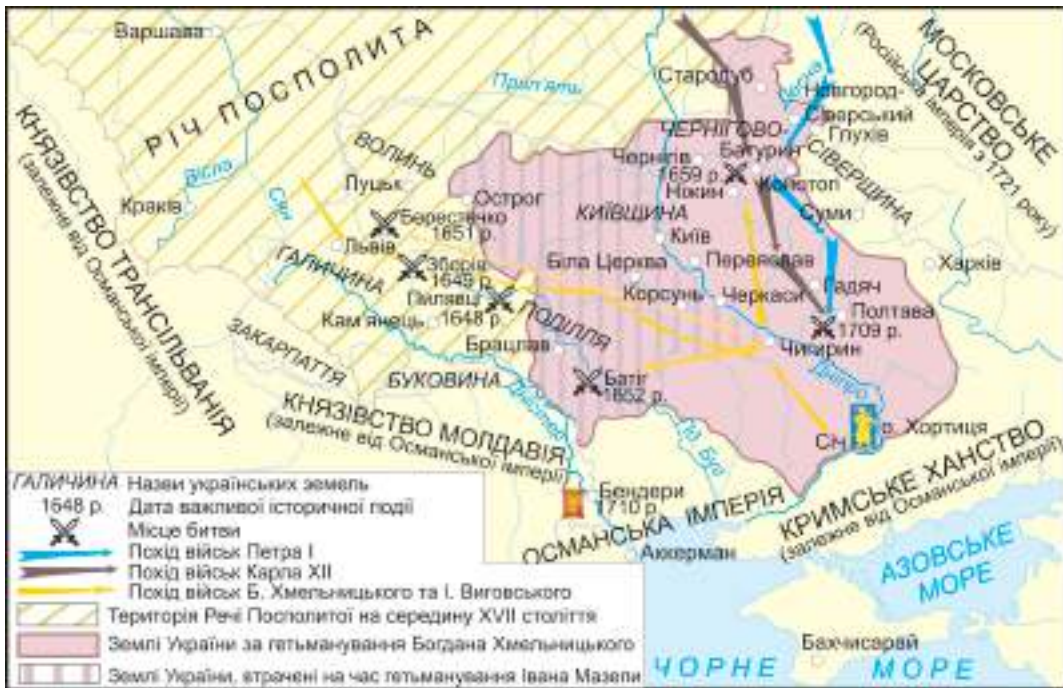 Варшава
РІЧ ПОСПОЛИТА
Прип'ять
Стародуб
Десна
Новгород-
Сіверський
Глухів
МОСКОВСЬКЕ
ЦАРСТВО
(Російська імперія з 1721 року)
КНЯЗІВСТВО ТРАНСІЛЬВАНІЯ
(залежне від Османської імперії)
Вісла
Сян
Краків
ВОЛИНЬ
Луцьк
Острог
ЧЕРНІГОВО-
СІВЕРЩИНА
Чернігів
Батурин
1659 р.
Конотоп
Ніжин
Суми
Берестечко
1651 р.
КИЇВЩИНА
Київ
Львів
Зборів
1649 р.
ГАЛИЧИНА
Біла Церква
Переяслав
Харків
Пилявці
1648 р.
Корсунь
Черкаси
Гадяч
Полтава
1709 р.
Кам'янець
ПОДІЛЛЯ
ЗАКАРПАТТЯ
Брацлав
Чигирин
БУКОВИНА
Батіг
1652 р.
Дніпро
Дністер
Пд. Буг
КНЯЗІВСТВО МОЛДАВІЯ
(залежне від Османської імперії)
Січ
о. Хортиця
Бендери
1710 р.
ОСМАНСЬКА ІМПЕРІЯ
КРИМСЬКЕ ХАНСТВО
(залежне від Османської імперії)
Аккерман
АЗОВСЬКЕ
МОРЕ
Бахчисарай
ЧОРНЕ МОРЕ
ГАЛИЧИНА Назви українських земель
1648 р. Дата важливої історичної події
Місце битви
Похід військ Петра І
Похід військ Карла ХІІ
Похід військ Б. Хмельницького та І. Виговського
Територія Речі Посполитої на середину XVII століття
Землі України за гетьманування Богдана Хмельницького
Землі України, втрачені на час гетьманування Івана Мазепи